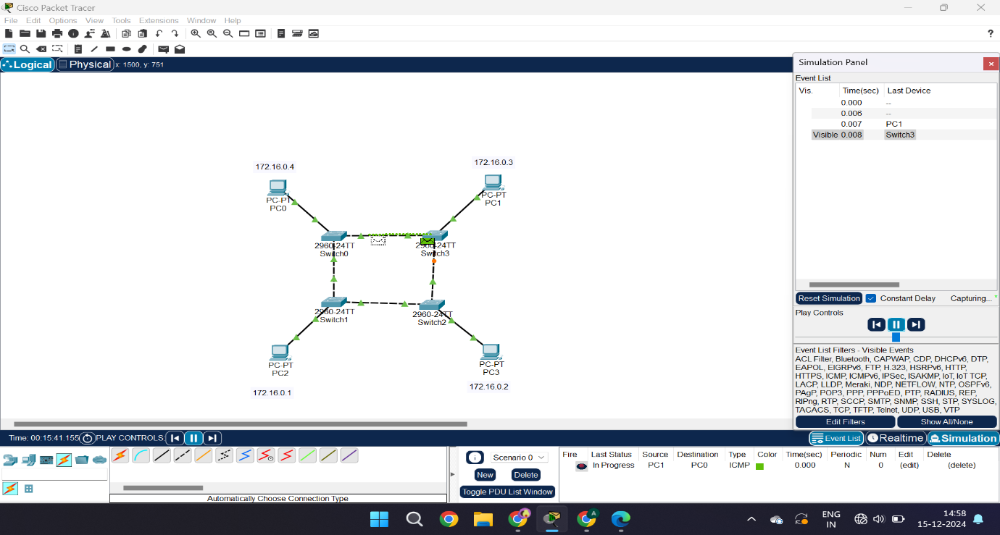 Cisco Packet Tracer
File Edit Options View Tools Extensions Window Help
?
Logical Physical x: 1500, y: 751
Simulation Panel
Event List
Vis. Time(sec) Last Device
0.000 --
0.006 --
0.007 PC1
Visible 0.008 Switch3
172.16.0.4
172.16.0.3
PC-PT
PC0
PC-PT
PC1
2960-24TT
Switch0
2960-24TT
Switch3
2960-24TT
Switch1
2960-24TT
Switch2
PC-PT
PC2
PC-PT
PC3
172.16.0.1
172.16.0.2
Reset Simulation Constant Delay Capturing...
Play Controls
Event List Filters - Visible Events
ACL Filter, Bluetooth, CAPWAP, CDP, DHCPv6, DTP,
EAPOL, EIGRPv6, FTP, H.323, HSRPv6, HTTP,
HTTPS, ICMP, ICMPv6, IPSec, ISAKMP, IoT, IoT TCP,
LACP, LLDP, Meraki, NDP, NETFLOW, NTP, OSPFv6,
PAgP, POP3, PPP, PPPoED, PTP, RADIUS, REP,
RIPng, RTP, SCCP, SMTP, SNMP, SSH, STP, SYSLOG,
TACACS, TCP, TFTP, Telnet, UDP, USB, VTP
Edit Filters Show All/None
Time: 00:15:41.155 PLAY CONTROLS:
Event List Realtime Simulation
Scenario 0
New Delete
Toggle PDU List Window
Fire Last Status Source Destination Type Color Time(sec) Periodic Num Edit Delete
In Progress PC1 PC0 ICMP 0.000 N 0 (edit) (delete)
Automatically Choose Connection Type
A
ENG
IN
14:58
15-12-2024